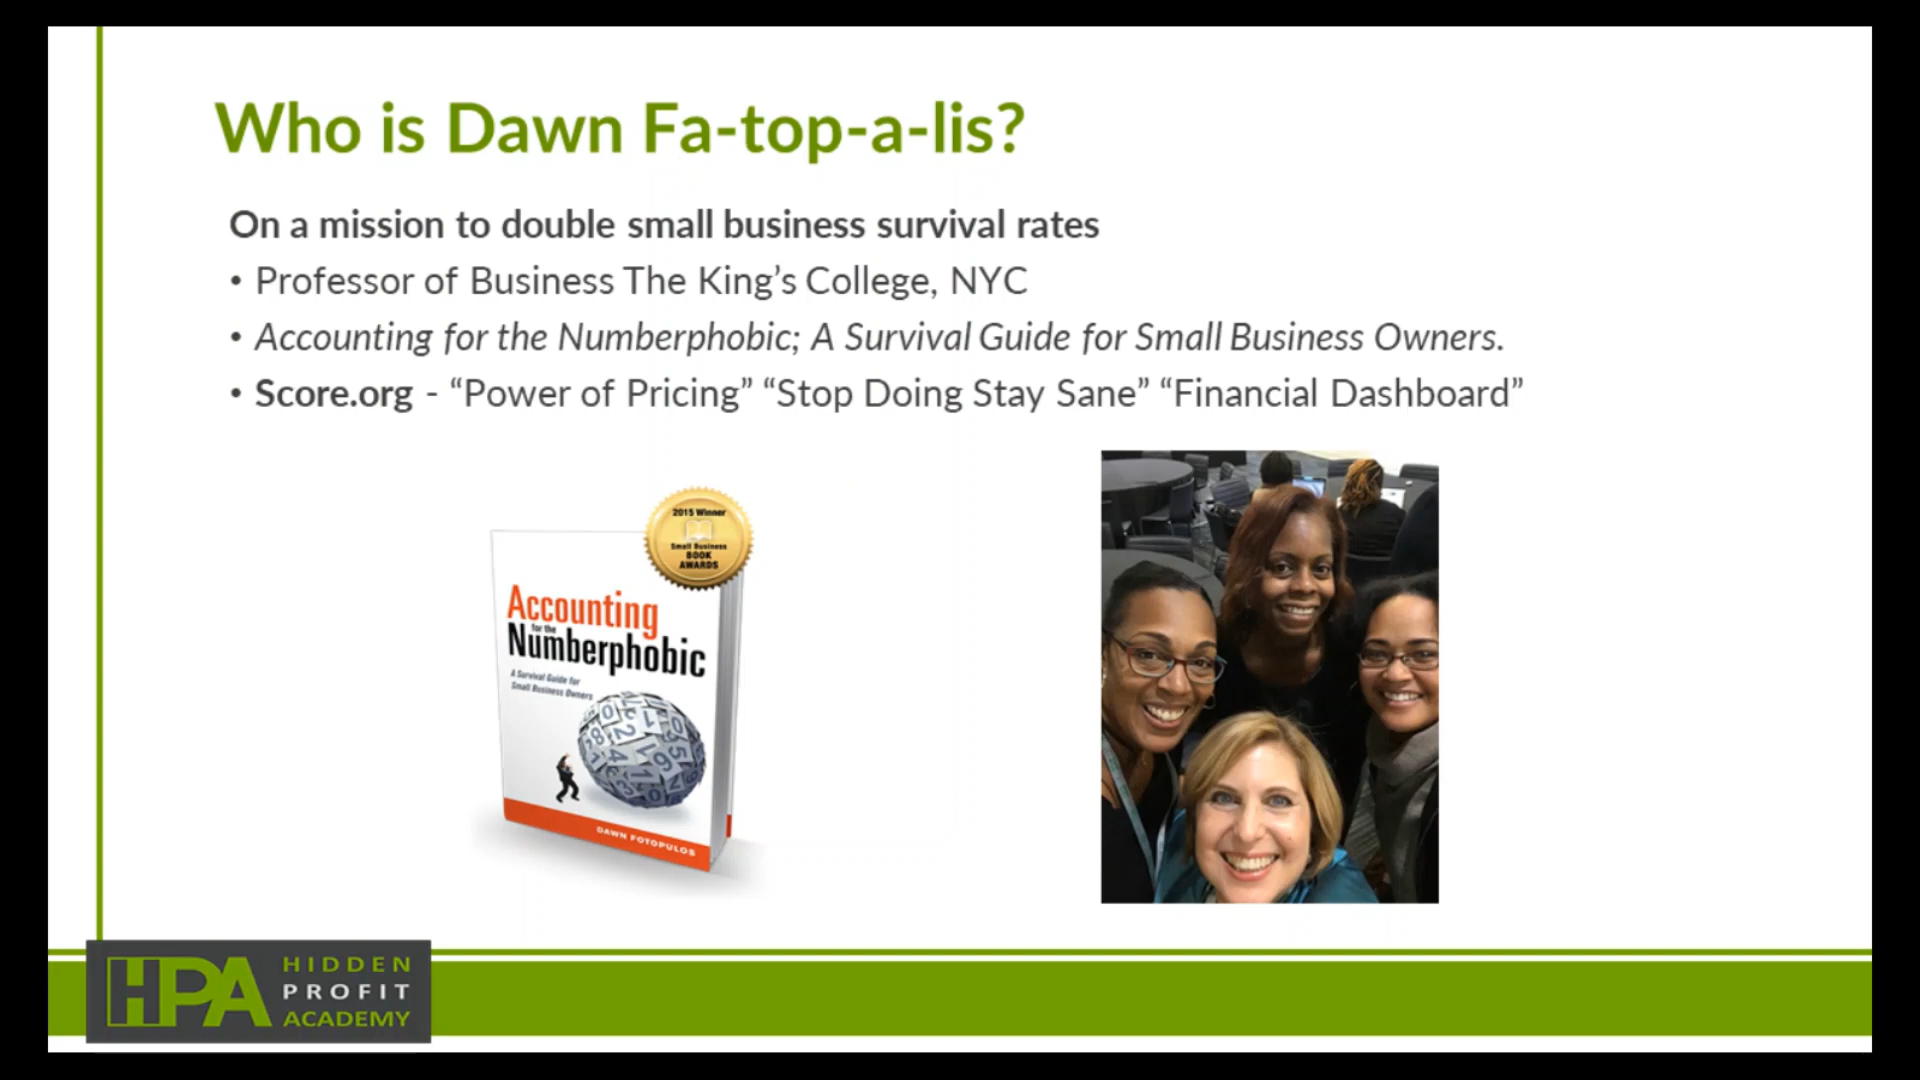 Who is Dawn Fa-top-a-lis?
On a mission to double small business survival rates
• Professor of Business The King’s College, NYC
• Accounting for the Numberphobic; A Survival Guide for Small Business Owners.
• Score.org - “Power of Pricing” “Stop Doing Stay Sane” “Financial Dashboard”
2015 Winner
Small Business
BOOK
AWARDS
Accounting
for the
Numberphobic
A Survival Guide for
Small Business Owners
DAWN FOTOPULOS
HPA
HIDDEN
PROFIT
ACADEMY